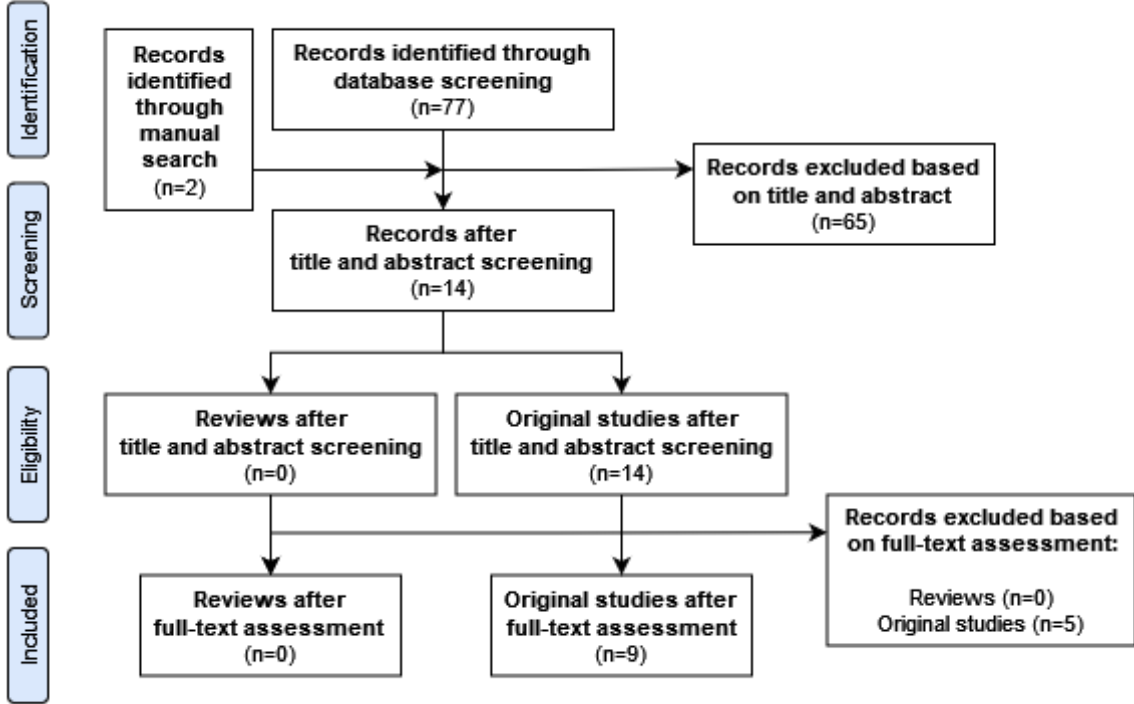 Identification
Records
identified
through
manual
search
(n=2)
Records identified through
database screening
(n=77)
Records excluded based
on title and abstract
(n=65)
Screening
Records after
title and abstract screening
(n=14)
Eligibility
Reviews after
title and abstract screening
(n=0)
Original studies after
title and abstract screening
(n=14)
Records excluded based
on full-text assessment:
Reviews (n=0)
Original studies (n=5)
Included
Reviews after
full-text assessment
(n=0)
Original studies after
full-text assessment
(n=9)